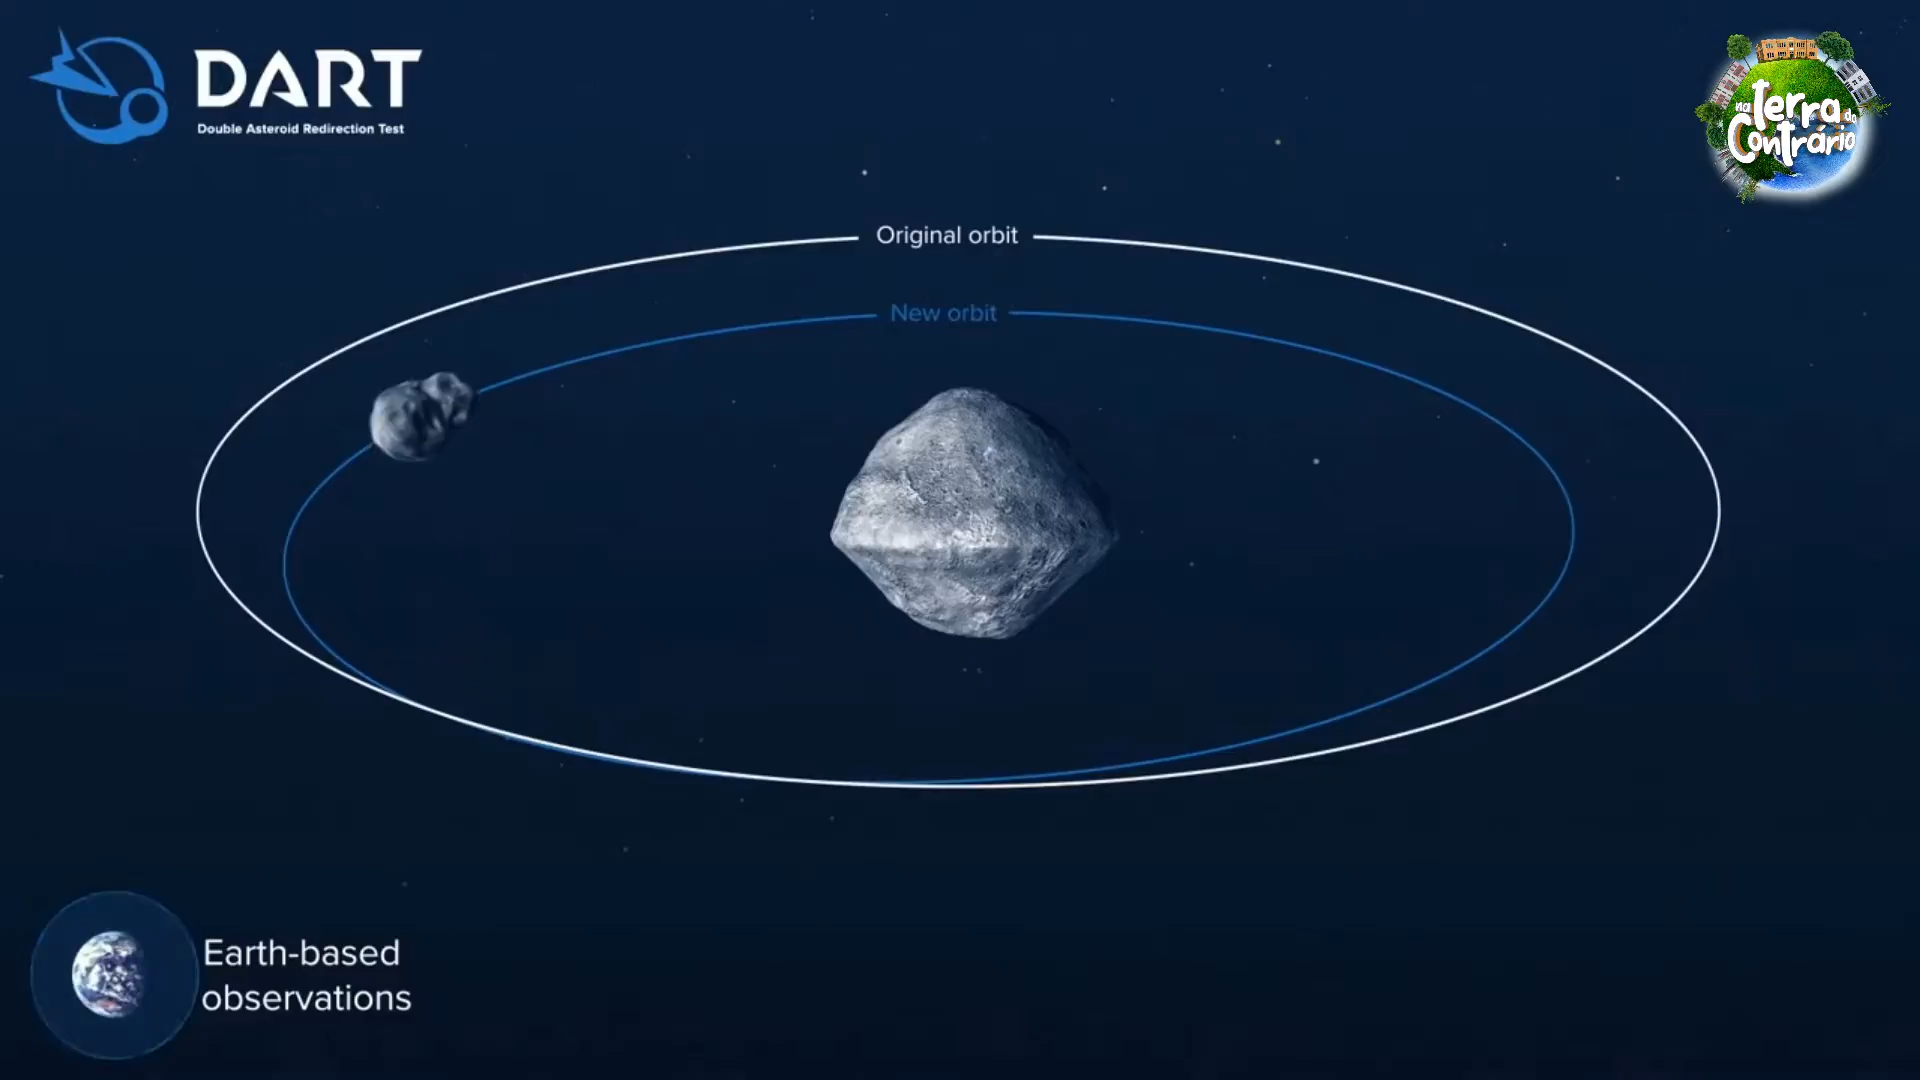 DART
Double Asteroid Redirection Test
na Terra do
Contrário
Original orbit
New orbit
Earth-based
observations